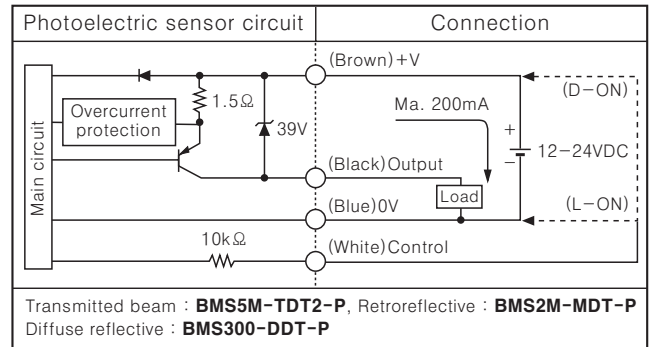 Photoelectric sensor circuit
Connection
(Brown)+V
(D-ON)
1.5Ω
Overcurrent
protection
39V
Ma. 200mA
+
12-24VDC
-
Main circuit
(Black)Output
Load
(Blue)0V
(L-ON)
10kΩ
(White)Control
Transmitted beam : BMS5M-TDT2-P, Retroreflective : BMS2M-MDT-P
Diffuse reflective : BMS300-DDT-P